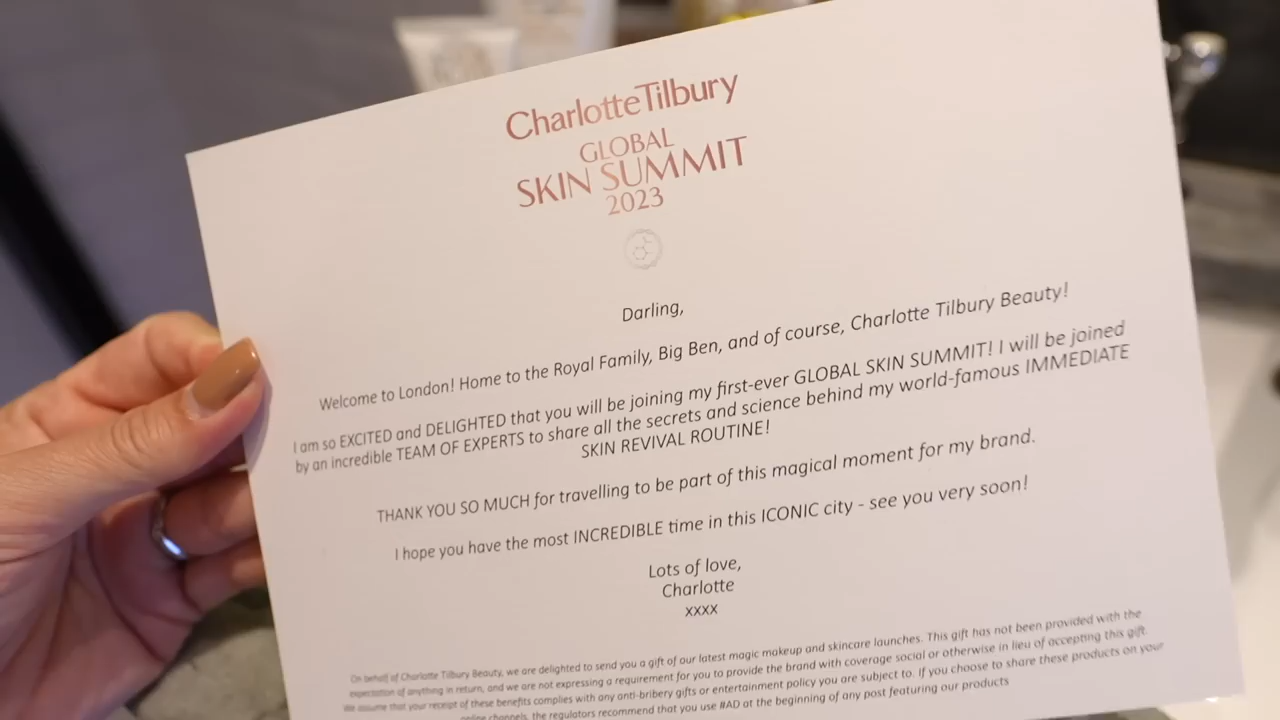 Charlotte Tilbury
GLOBAL
SKIN SUMMIT
2023
Darling,
Welcome to London! Home to the Royal Family, Big Ben, and of course, Charlotte Tilbury Beauty!
I am so EXCITED and DELIGHTED that you will be joining my first-ever GLOBAL SKIN SUMMIT! I will be joined
by an incredible TEAM OF EXPERTS to share all the secrets and science behind my world-famous IMMEDIATE
SKIN REVIVAL ROUTINE!
THANK YOU SO MUCH for travelling to be part of this magical moment for my brand.
I hope you have the most INCREDIBLE time in this ICONIC city - see you very soon!
Lots of love,
Charlotte
xxxx
On behalf of Charlotte Tilbury Beauty, we are delighted to send you a gift of our latest magic makeup and skincare launches. This gift has not been provided with the
expectation of anything in return, and we are not expressing a requirement for you to provide the brand with coverage social or otherwise in lieu of accepting this gift.
We assume that your receipt of these benefits complies with any anti-bribery gifts or entertainment policy you are subject to. If you choose to share these products on your
online channels, the regulators recommend that you use #AD at the beginning of any post featuring our products